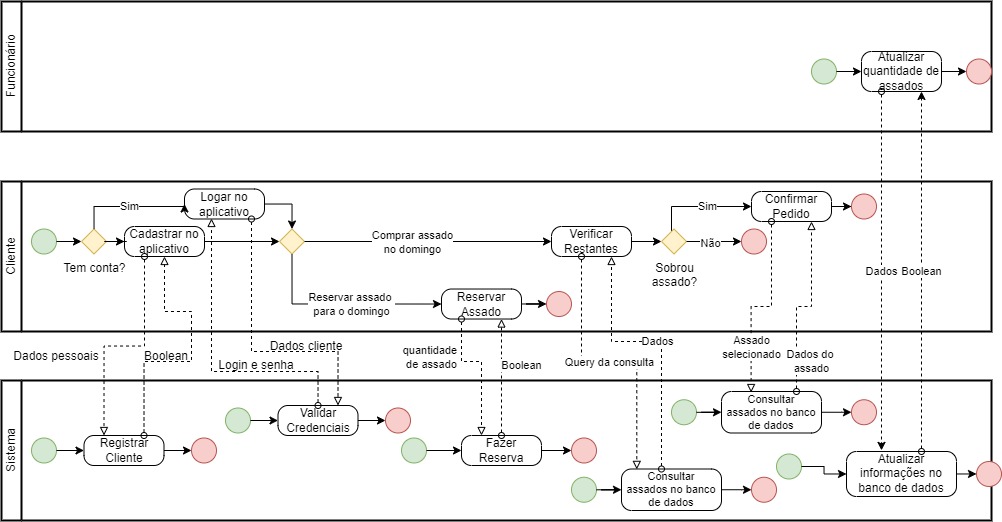 Funcionário
Atualizar
quantidade de
assados
Cliente
Sim
Logar no
aplicativo
Cadastrar no
aplicativo
Tem conta?
Comprar assado
no domingo
Reservar assado
para o domingo
Reservar
Assado
Verificar
Restantes
Sobrou
assado?
Sim
Não
Confirmar
Pedido
Dados Boolean
Dados pessoais
Boolean
Login e senha
Dados cliente
quantidade
de assado
Boolean
Query da consulta
Dados
Assado
selecionado
Dados do
assado
Sistema
Registrar
Cliente
Validar
Credenciais
Fazer
Reserva
Consultar
assados no banco
de dados
Consultar
assados no banco
de dados
Atualizar
informações no
banco de dados